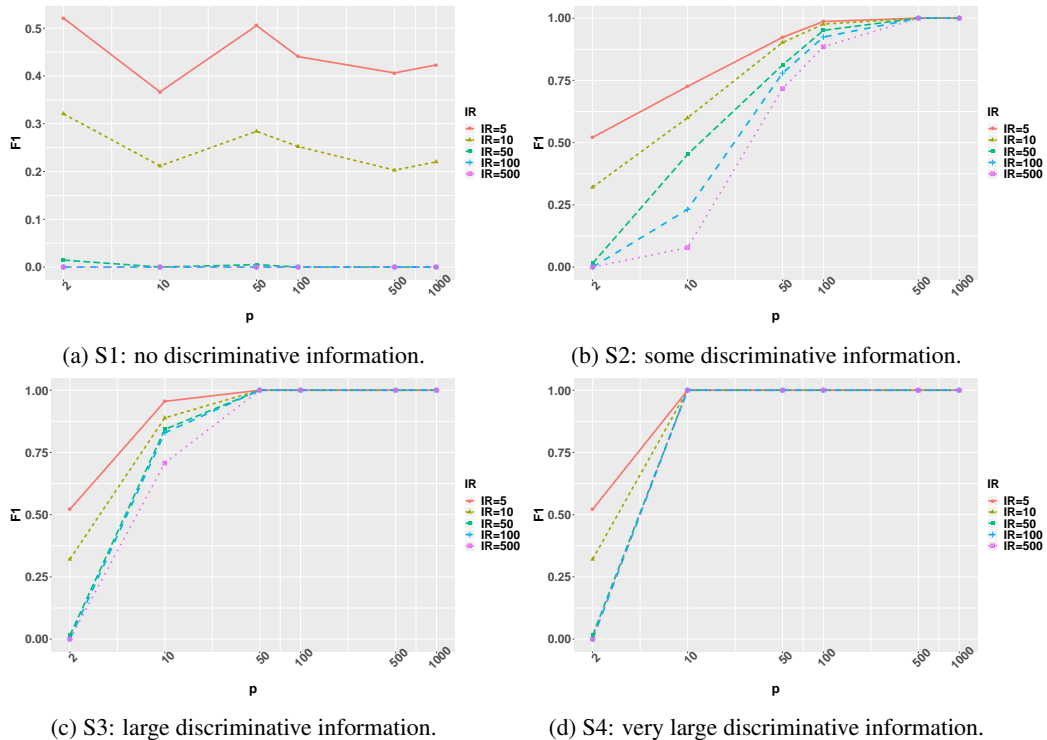 0.5
0.4
0.3
0.2
0.1
0.0
F1
2
10
50
100
500
1000
p
IR
IR=5
IR=10
IR=50
IR=100
IR=500
(a) S1: no discriminative information.
1.00
0.75
0.50
0.25
0.00
F1
2
10
50
100
500
1000
p
IR
IR=5
IR=10
IR=50
IR=100
IR=500
(b) S2: some discriminative information.
1.00
0.75
0.50
0.25
0.00
F1
2
10
50
100
500
1000
p
IR
IR=5
IR=10
IR=50
IR=100
IR=500
(c) S3: large discriminative information.
1.00
0.75
0.50
0.25
0.00
F1
2
10
50
100
500
1000
p
IR
IR=5
IR=10
IR=50
IR=100
IR=500
(d) S4: very large discriminative information.